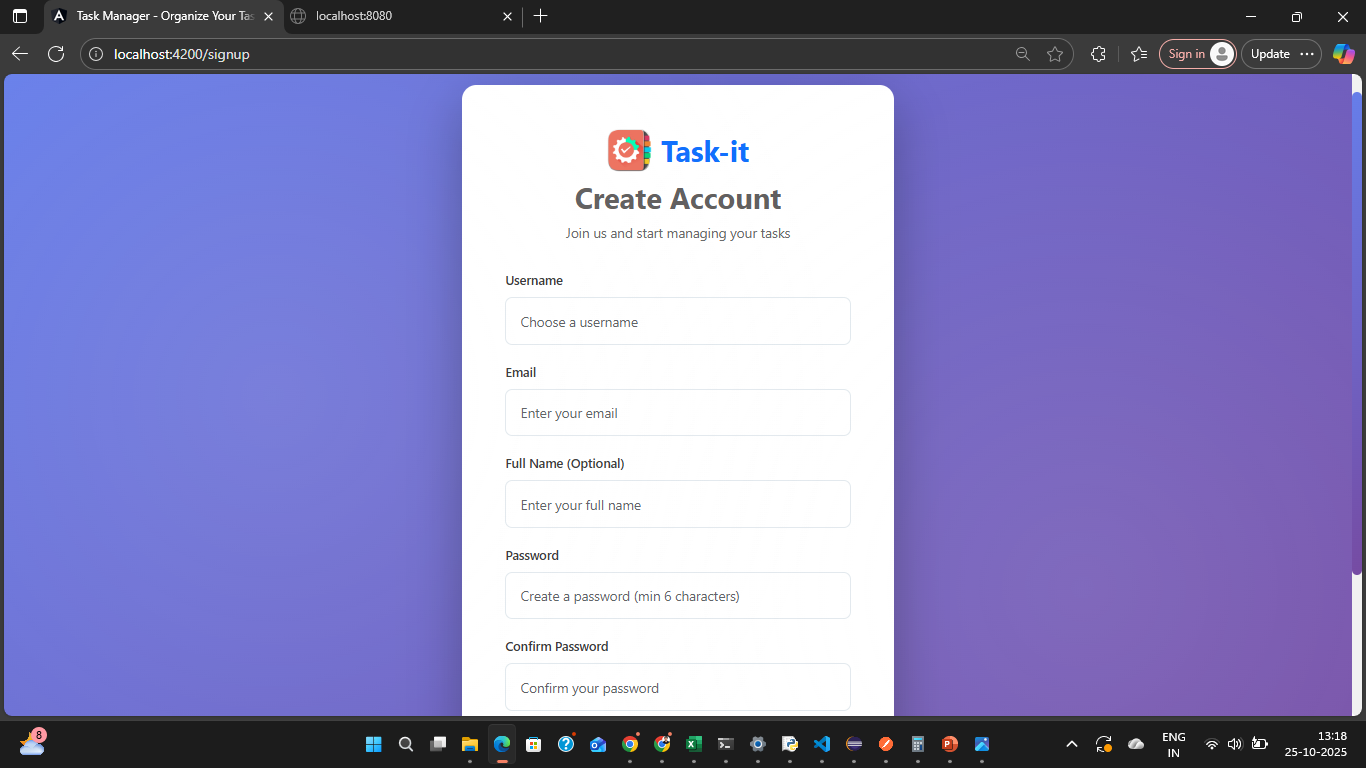 Task Manager - Organize Your Tas
localhost:8080
localhost:4200/signup
Sign in
Update
Task-it
Create Account
Join us and start managing your tasks
Username
Choose a username
Email
Enter your email
Full Name (Optional)
Enter your full name
Password
Create a password (min 6 characters)
Confirm Password
Confirm your password
8
ENG
IN
13:18
25-10-2025